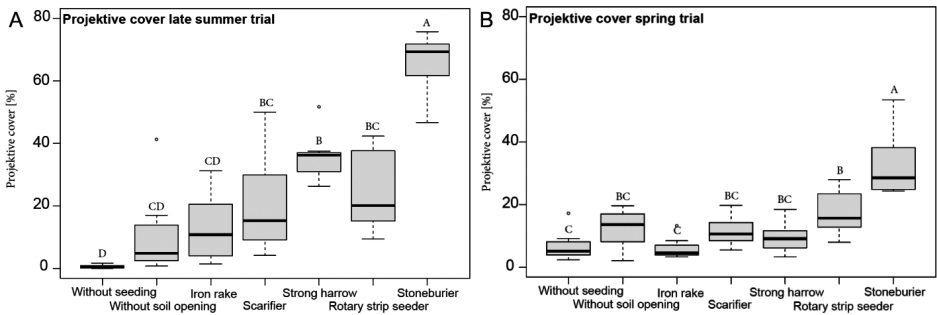 A
Projektive cover late summer trial
Projektive cover [%]
80
60
40
20
0
D
CD
CD
BC
B
BC
A
Without seeding
Without soil opening
Iron rake
Scarifier
Strong harrow
Rotary strip seeder
Stoneburier
B
Projektive cover spring trial
Projektive cover [%]
80
60
40
20
0
C
BC
C
BC
BC
B
A
Without seeding
Without soil opening
Iron rake
Scarifier
Strong harrow
Rotary strip seeder
Stoneburier